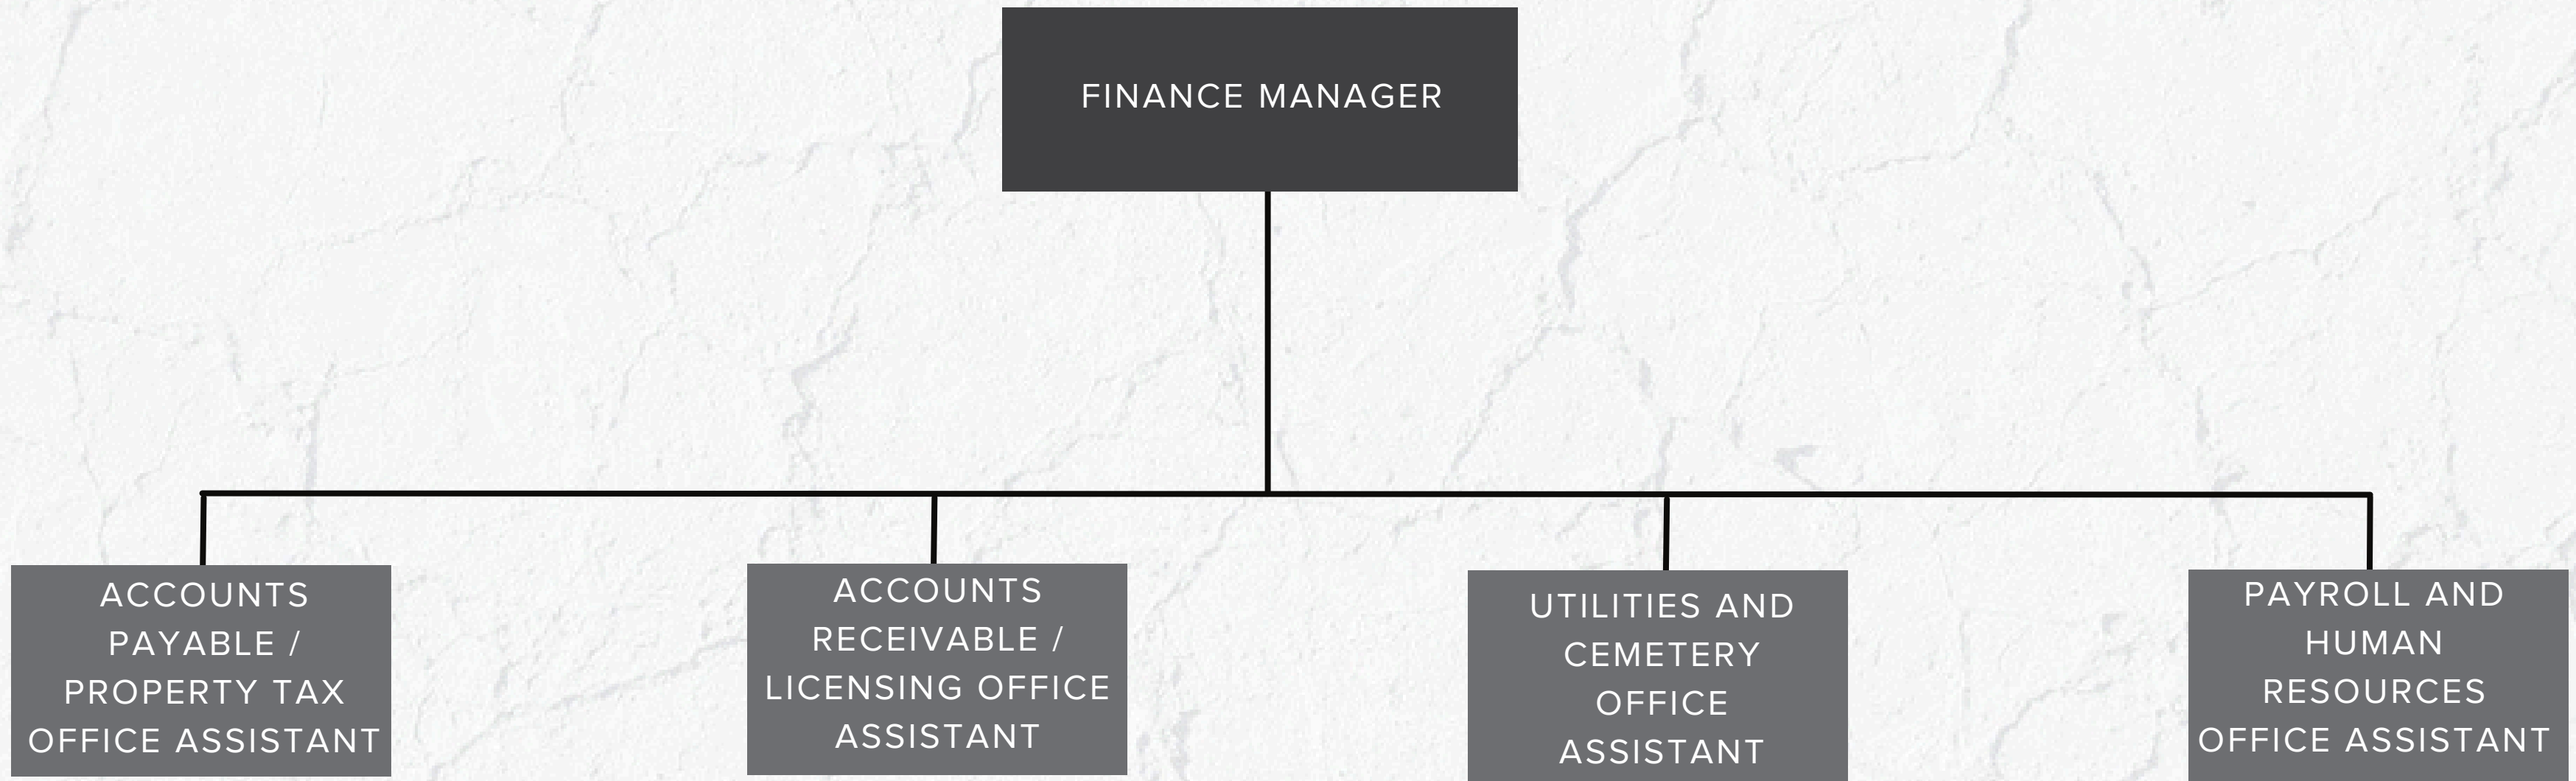 FINANCE MANAGER
ACCOUNTS
PAYABLE /
PROPERTY TAX
OFFICE ASSISTANT
ACCOUNTS
RECEIVABLE /
LICENSING OFFICE
ASSISTANT
UTILITIES AND
CEMETERY
OFFICE
ASSISTANT
PAYROLL AND
HUMAN
RESOURCES
OFFICE ASSISTANT